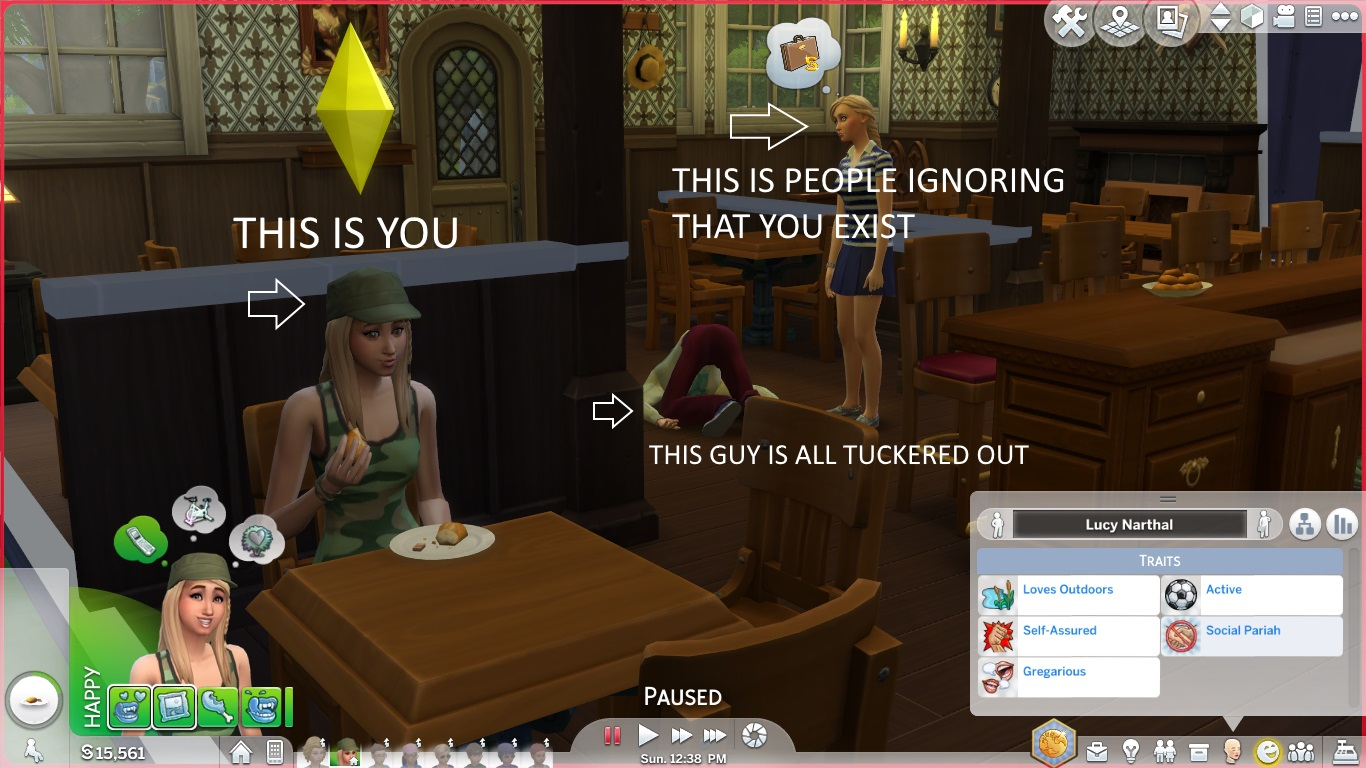 THIS IS YOU
THIS IS PEOPLE IGNORING
THAT YOU EXIST
THIS GUY IS ALL TUCKERED OUT
Lucy Narthal
TRAITS
Loves Outdoors
Active
Self-Assured
Social Pariah
Gregarious
HAPPY
PAUSED
§15,561
Sun. 12:38 PM